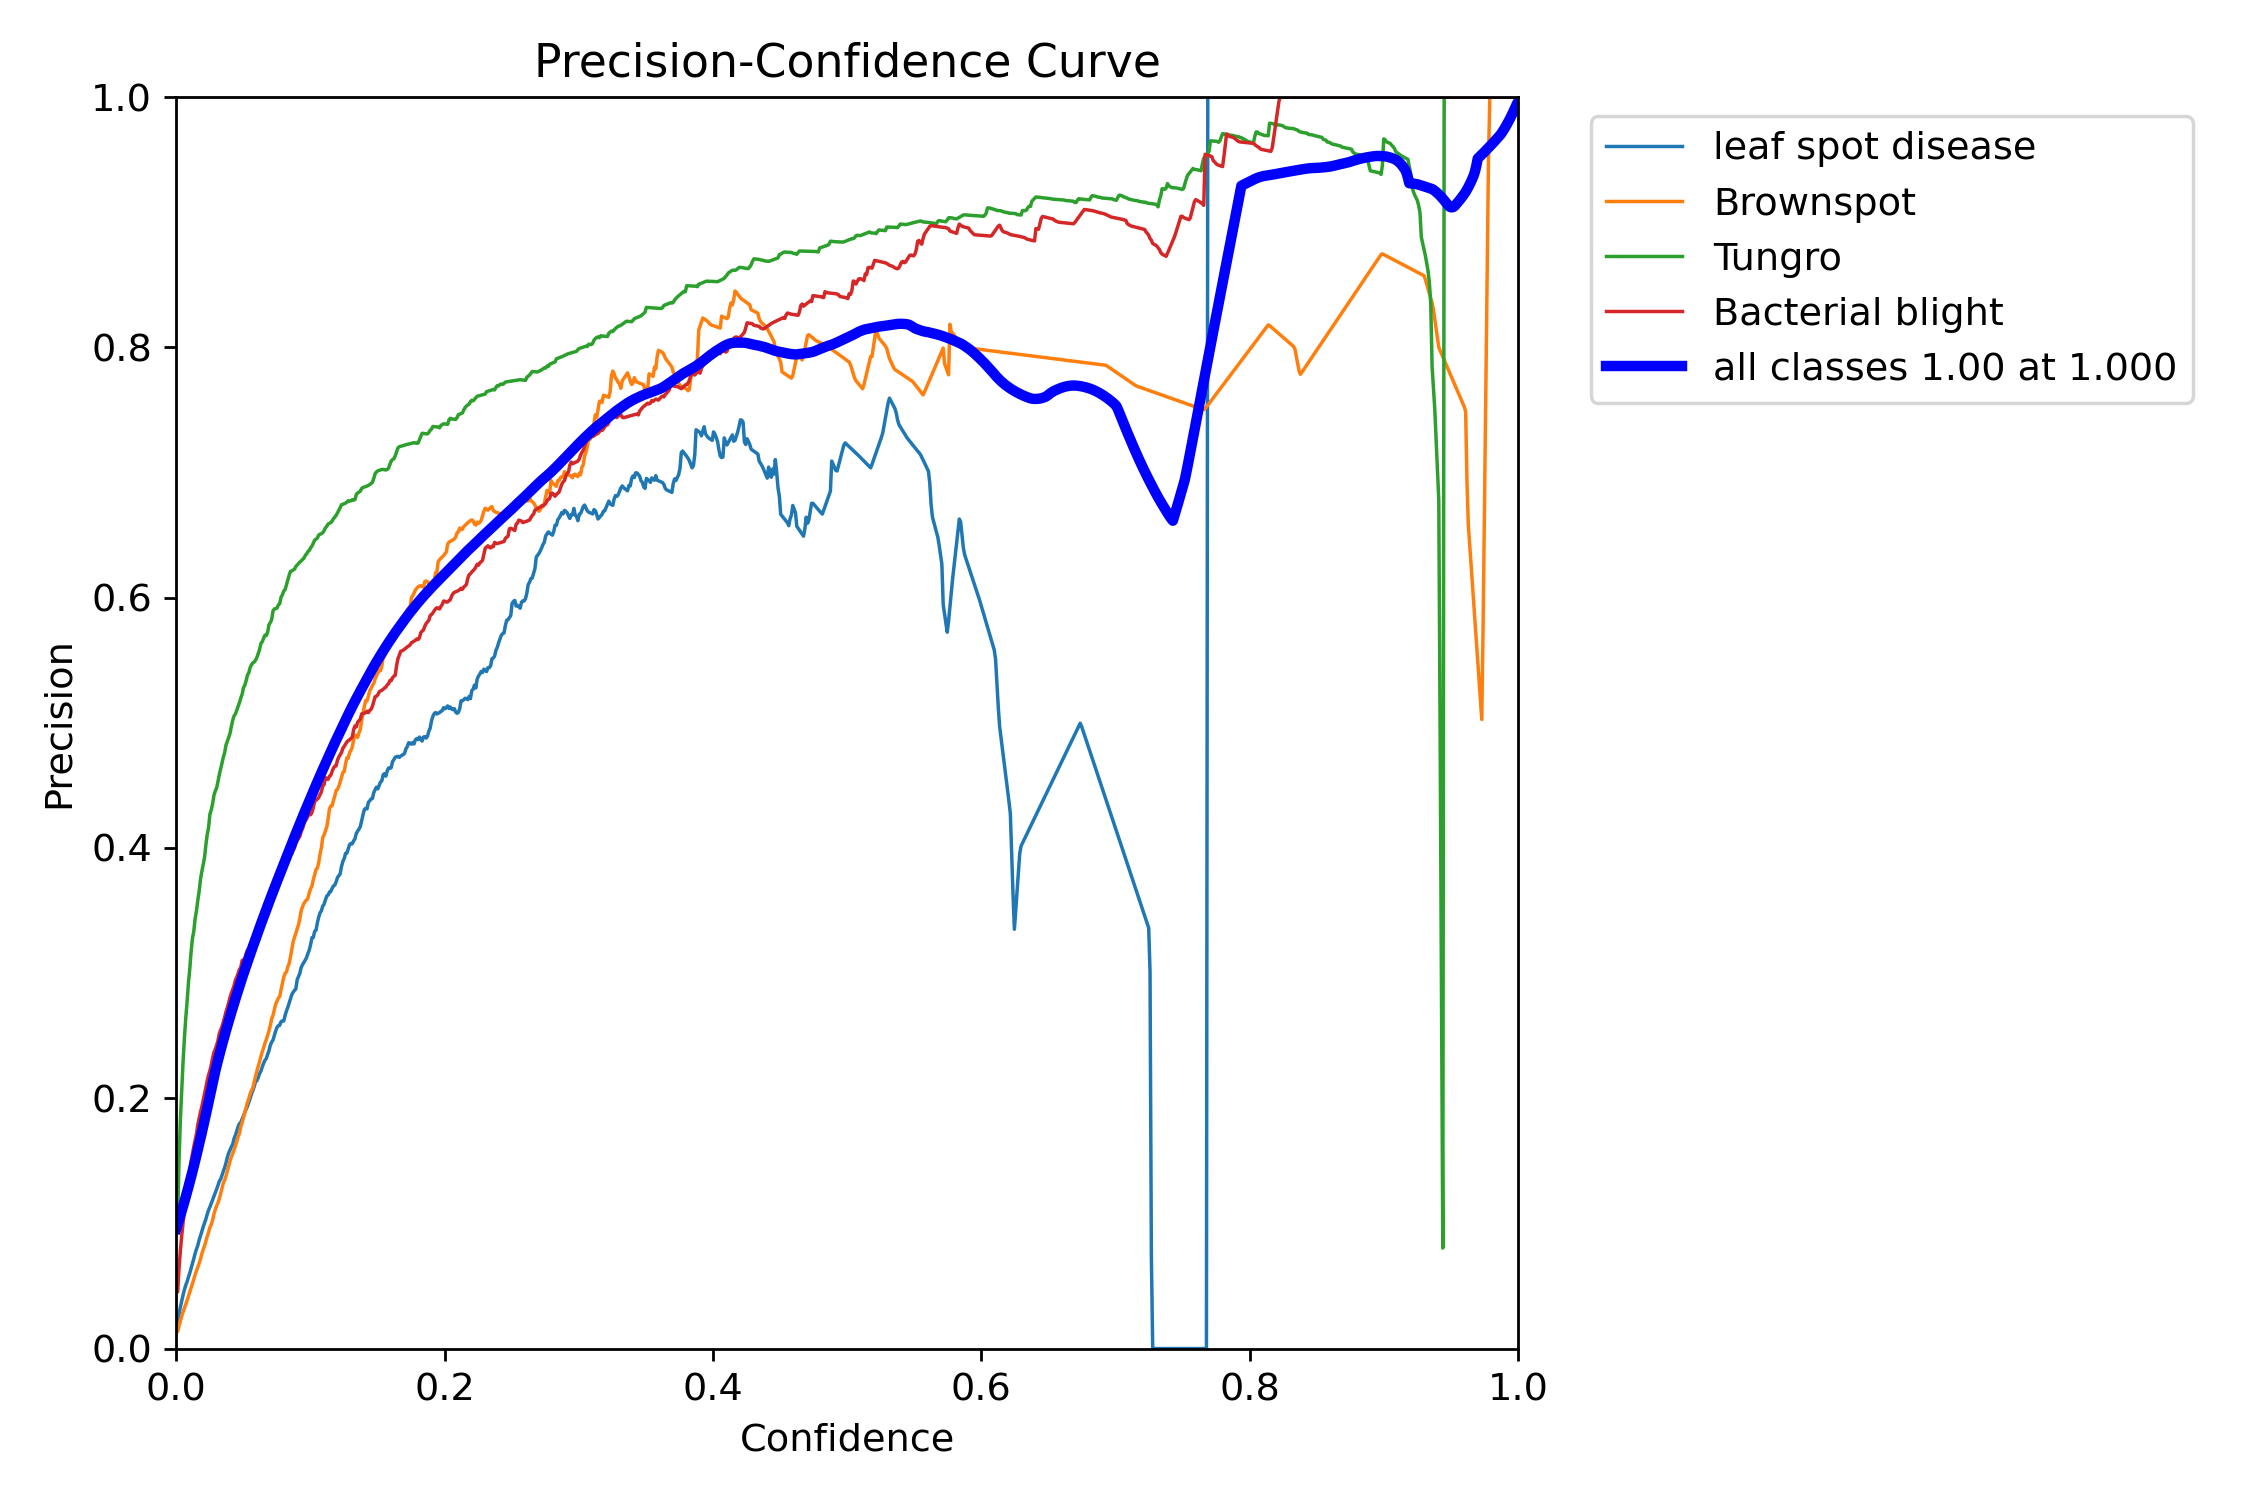 Precision-Confidence Curve
1.0
0.8
0.6
0.4
0.2
0.0
Precision
0.0 0.2 0.4 0.6 0.8 1.0
Confidence
leaf spot disease
Brownspot
Tungro
Bacterial blight
all classes 1.00 at 1.000